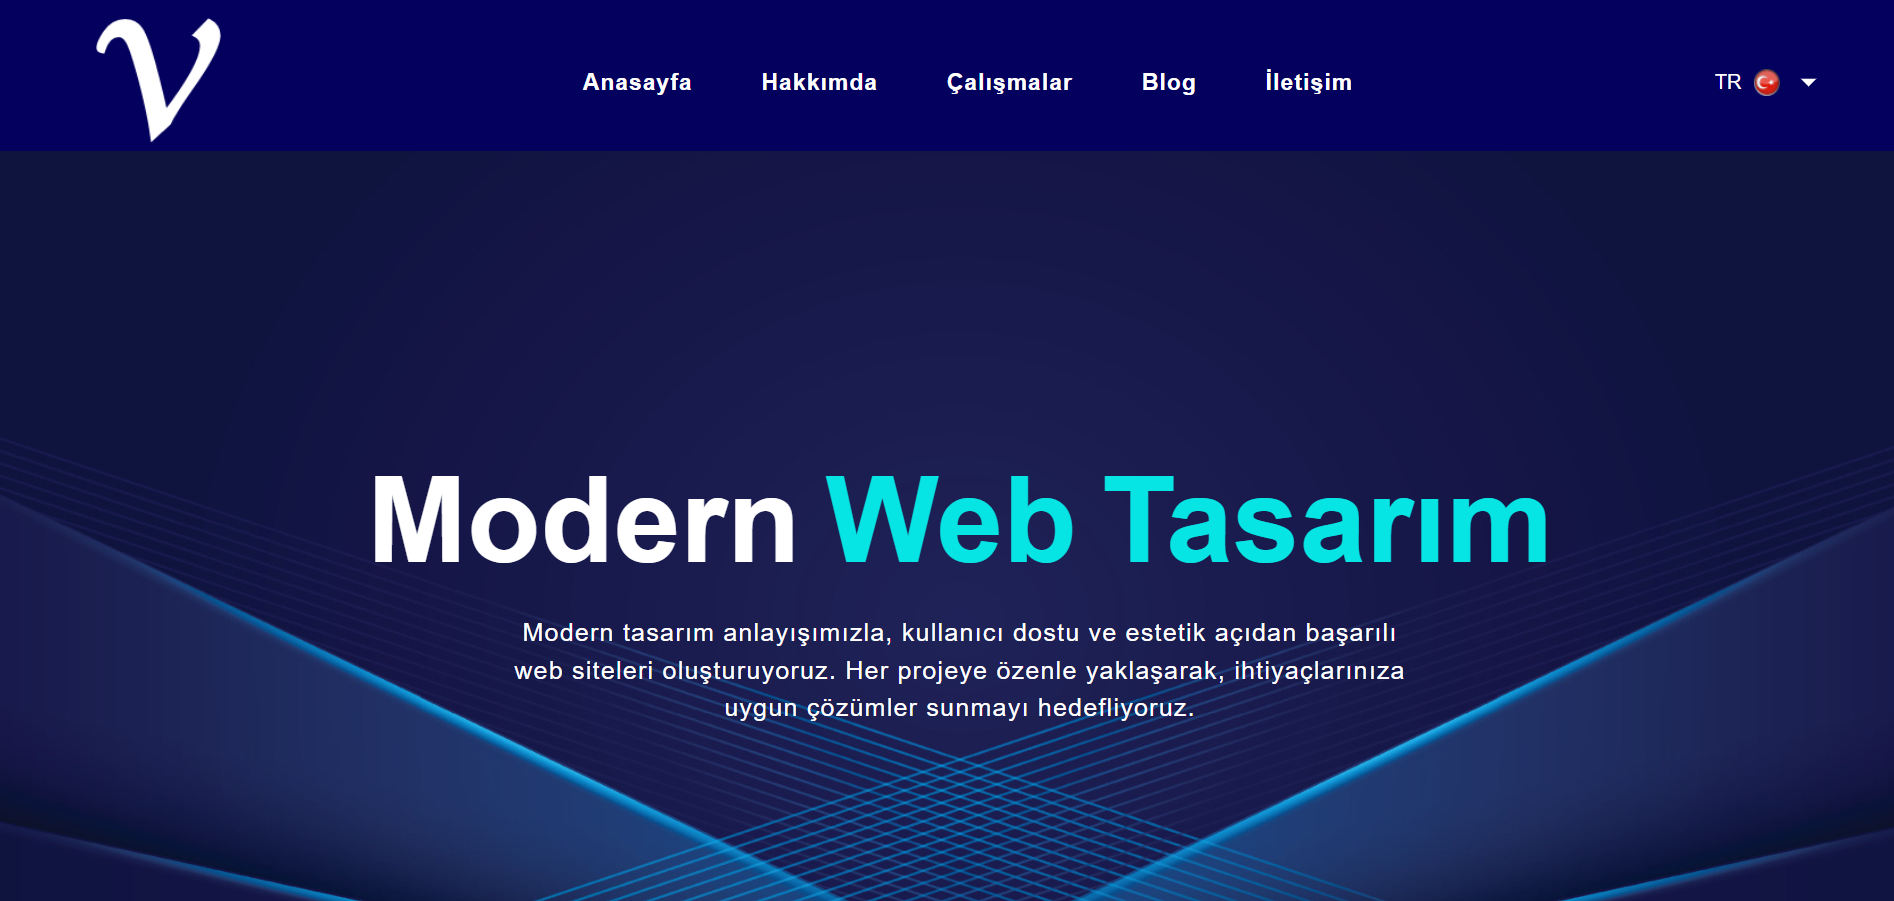 V
Anasayfa Hakkımda Çalışmalar Blog İletişim TR
Modern Web Tasarım
Modern tasarım anlayışımızla, kullanıcı dostu ve estetik açıdan başarılı
web siteleri oluşturuyoruz. Her projeye özenle yaklaşarak, ihtiyaçlarınıza
uygun çözümler sunmayı hedefliyoruz.